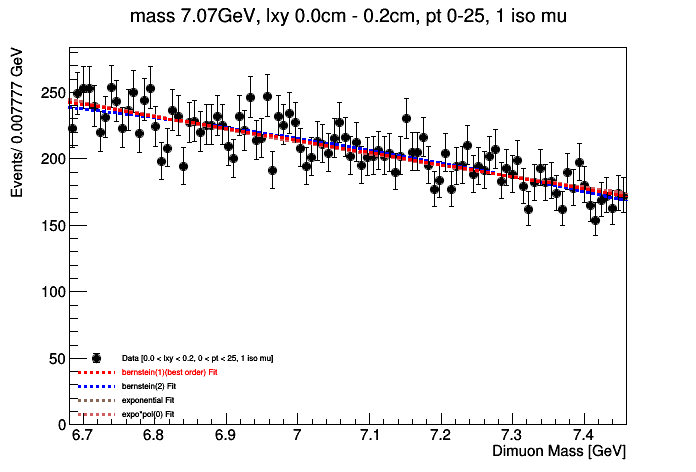 mass 7.07GeV, lxy 0.0cm - 0.2cm, pt 0-25, 1 iso mu
Events/ 0.007777 GeV
250
200
150
100
50
0
Data [0.0 < lxy < 0.2, 0 < pt < 25, 1 iso mu]
bernstein(1)(best order) Fit
bernstein(2) Fit
exponential Fit
expo*pol(0) Fit
6.7 6.8 6.9 7 7.1 7.2 7.3 7.4
Dimuon Mass [GeV]